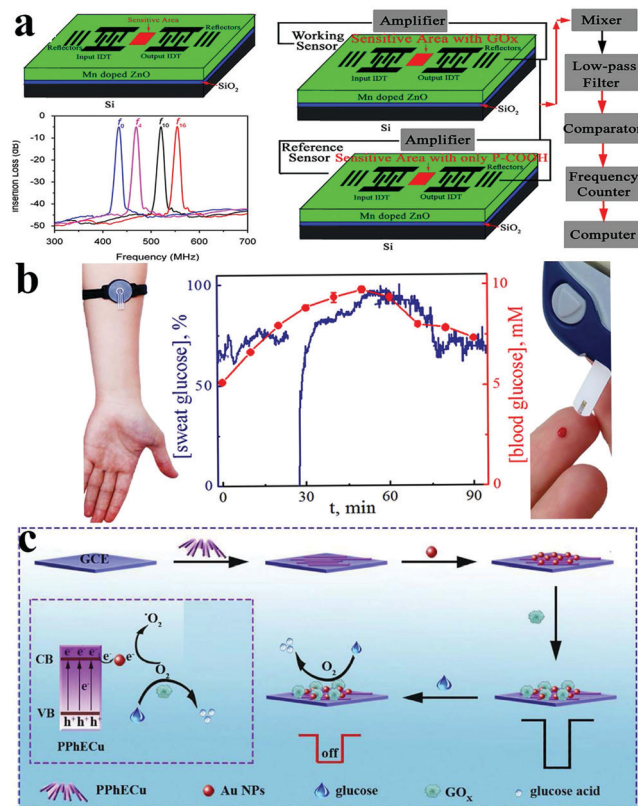 a
Sensitive Area
Reflectors
Reflectors
Input IDT
Output IDT
Mn doped ZnO
SiO2
Si
Insertion Loss (dB)
0
-10
-20
-30
-40
-50
f0
f4
f10
f16
300 400 500 600 700
Frequency (MHz)
Amplifier
Working
Sensor
Sensitive Area with GOx
Reflectors
Reflectors
Input IDT
Output IDT
Mn doped ZnO
SiO2
Si
Reference
Sensor
Amplifier
Sensitive Area with only P-COOH
Reflectors
Reflectors
Input IDT
Output IDT
Mn doped ZnO
SiO2
Si
Mixer
Low-pass
Filter
Comparator
Frequency
Counter
Computer
b
[sweat glucose], %
100
50
0
[blood glucose], mM
10
5
0
0 30 60 90
t, min
c
GCE
CB
e- e- e-
e-
e-
·O2
O2
e-
VB
h+ h+ h+
PPhECu
O2
off
PPhECu
Au NPs
glucose
GOX
glucose acid